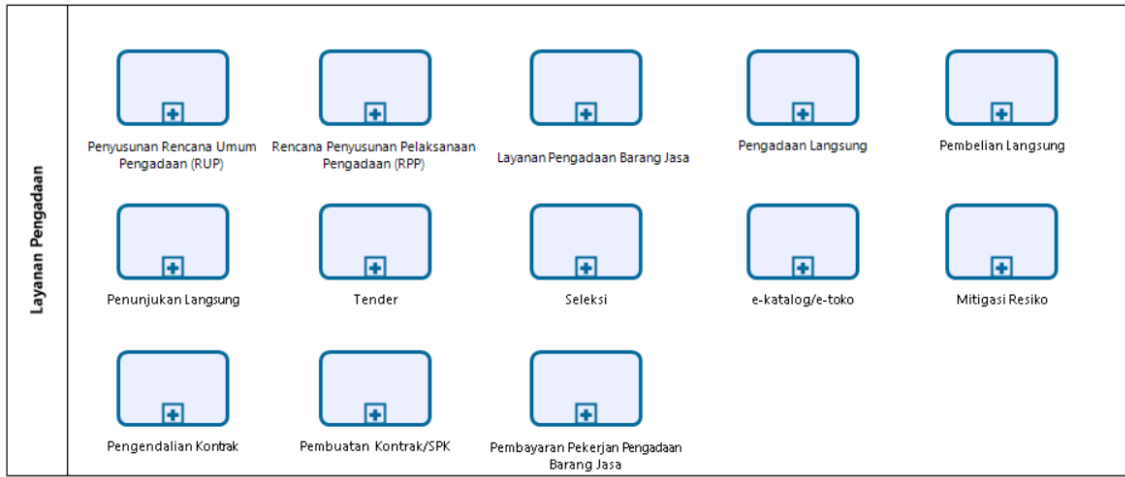 Layanan Pengadaan
Penyusunan Rencana Umum
Pengadaan (RUP)
Rencana Penyusunan Pelaksanaan
Pengadaan (RPP)
Layanan Pengadaan Barang Jasa
Pengadaan Langsung
Pembelian Langsung
Penunjukan Langsung
Tender
Seleksi
e-katalog/e-toko
Mitigasi Resiko
Pengendalian Kontrak
Pembuatan Kontrak/SPK
Pembayaran Pekerjan Pengadaan
Barang Jasa